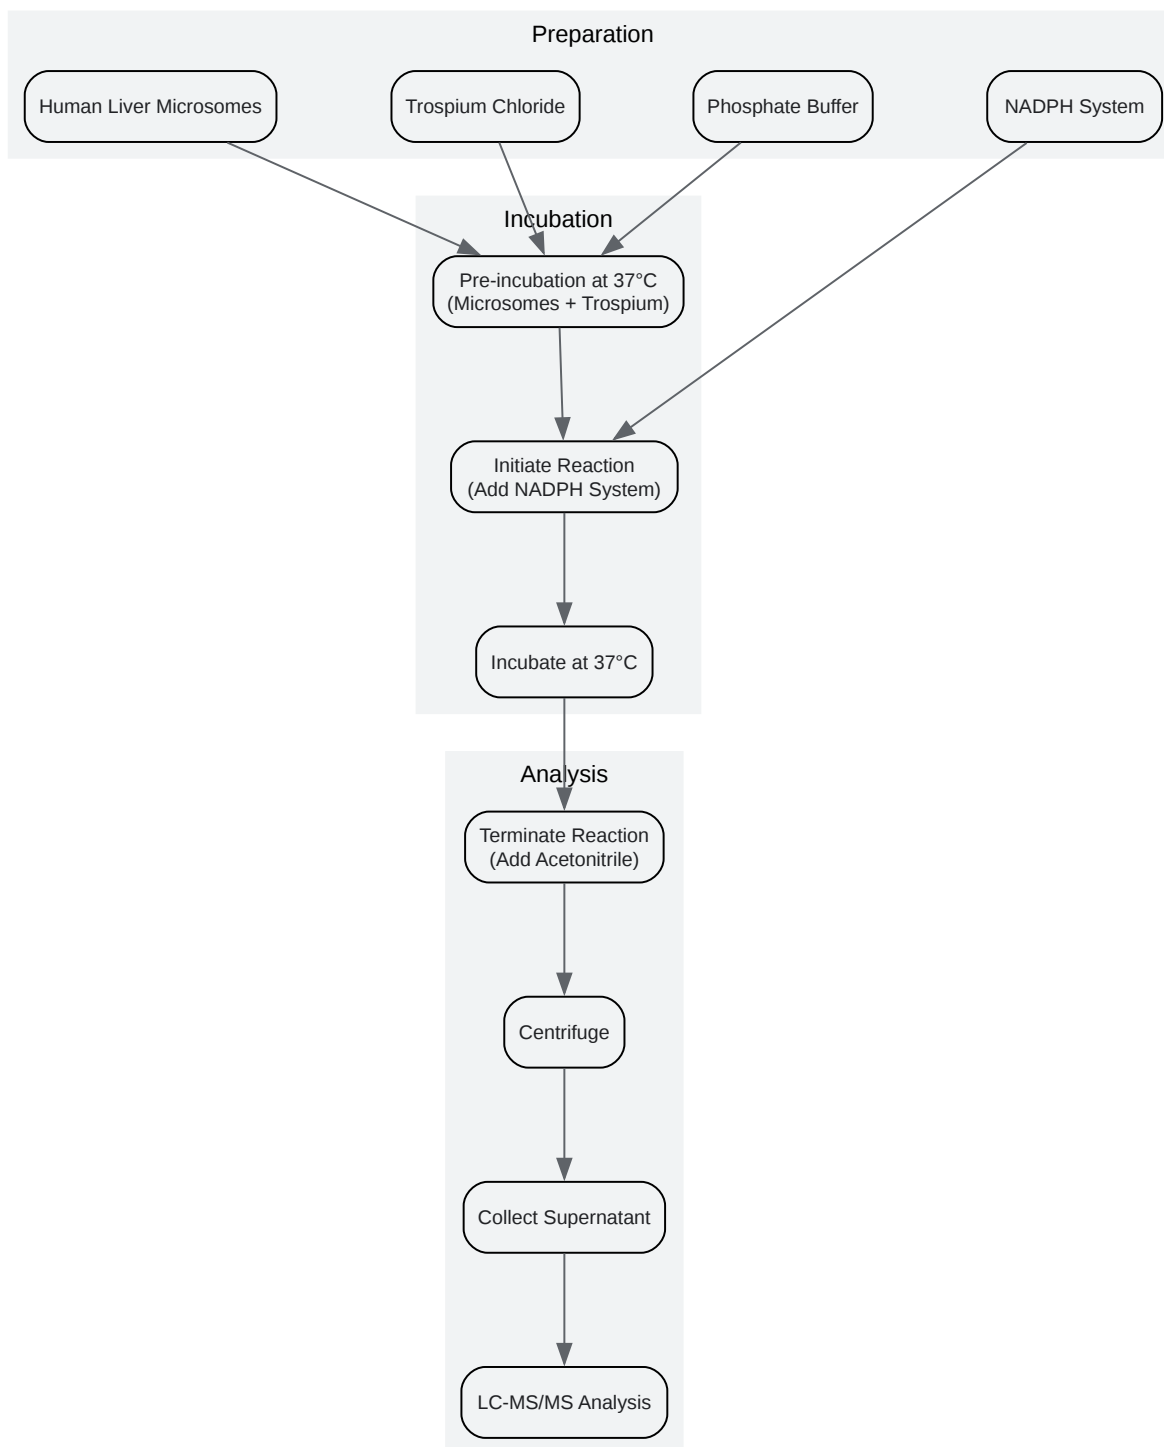 Preparation
Human Liver Microsomes
Trospium Chloride
Phosphate Buffer
NADPH System
Incubation
Pre-incubation at 37°C
(Microsomes + Trospium)
Initiate Reaction
(Add NADPH System)
Incubate at 37°C
Analysis
Terminate Reaction
(Add Acetonitrile)
Centrifuge
Collect Supernatant
LC-MS/MS Analysis